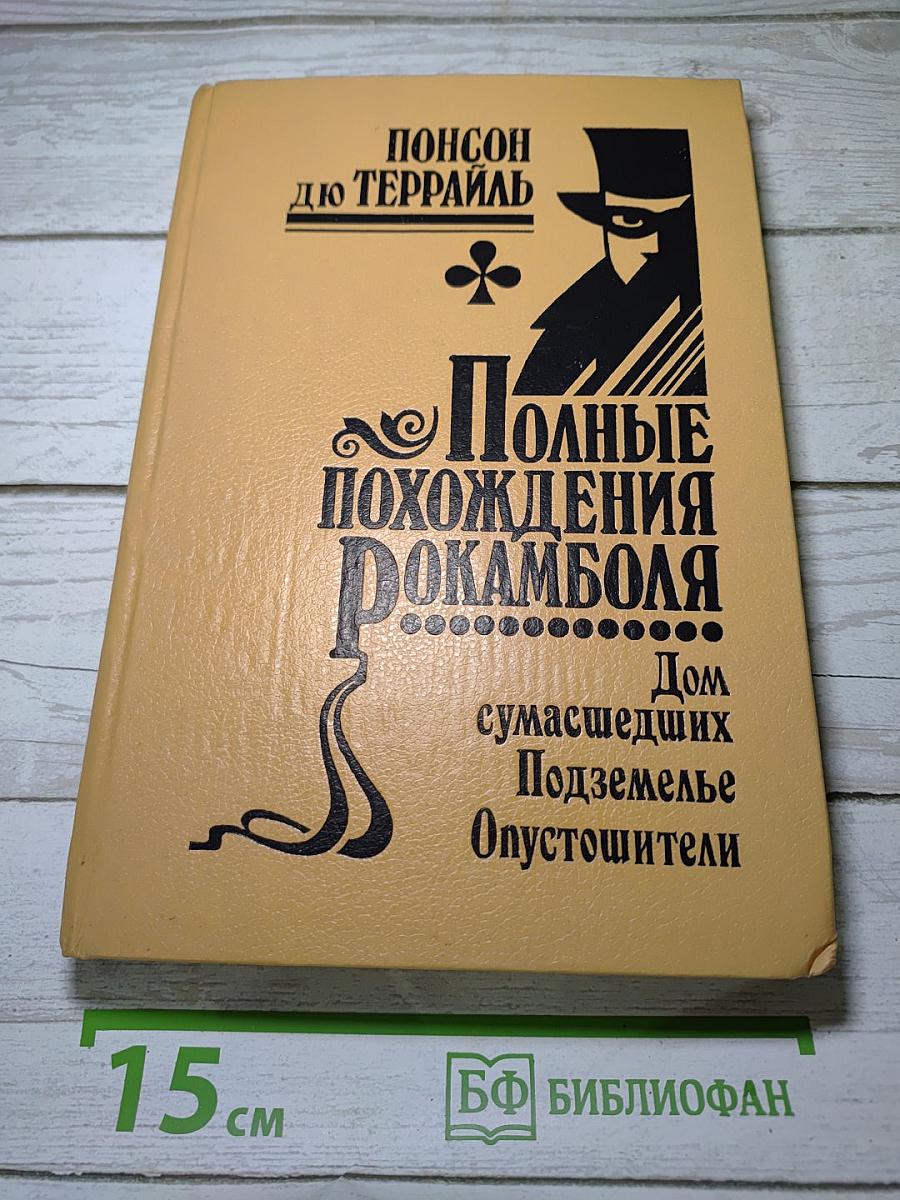 ПОНСОН
ДЮ ТЕРРАЙЛЬ
ПОЛНЫЕ
ПОХОЖДЕНИЯ
РОКАМБОЛЯ
Дом
сумасшедших
Подземелье
Опустошители
15 см
БФ БИБЛИОФАН